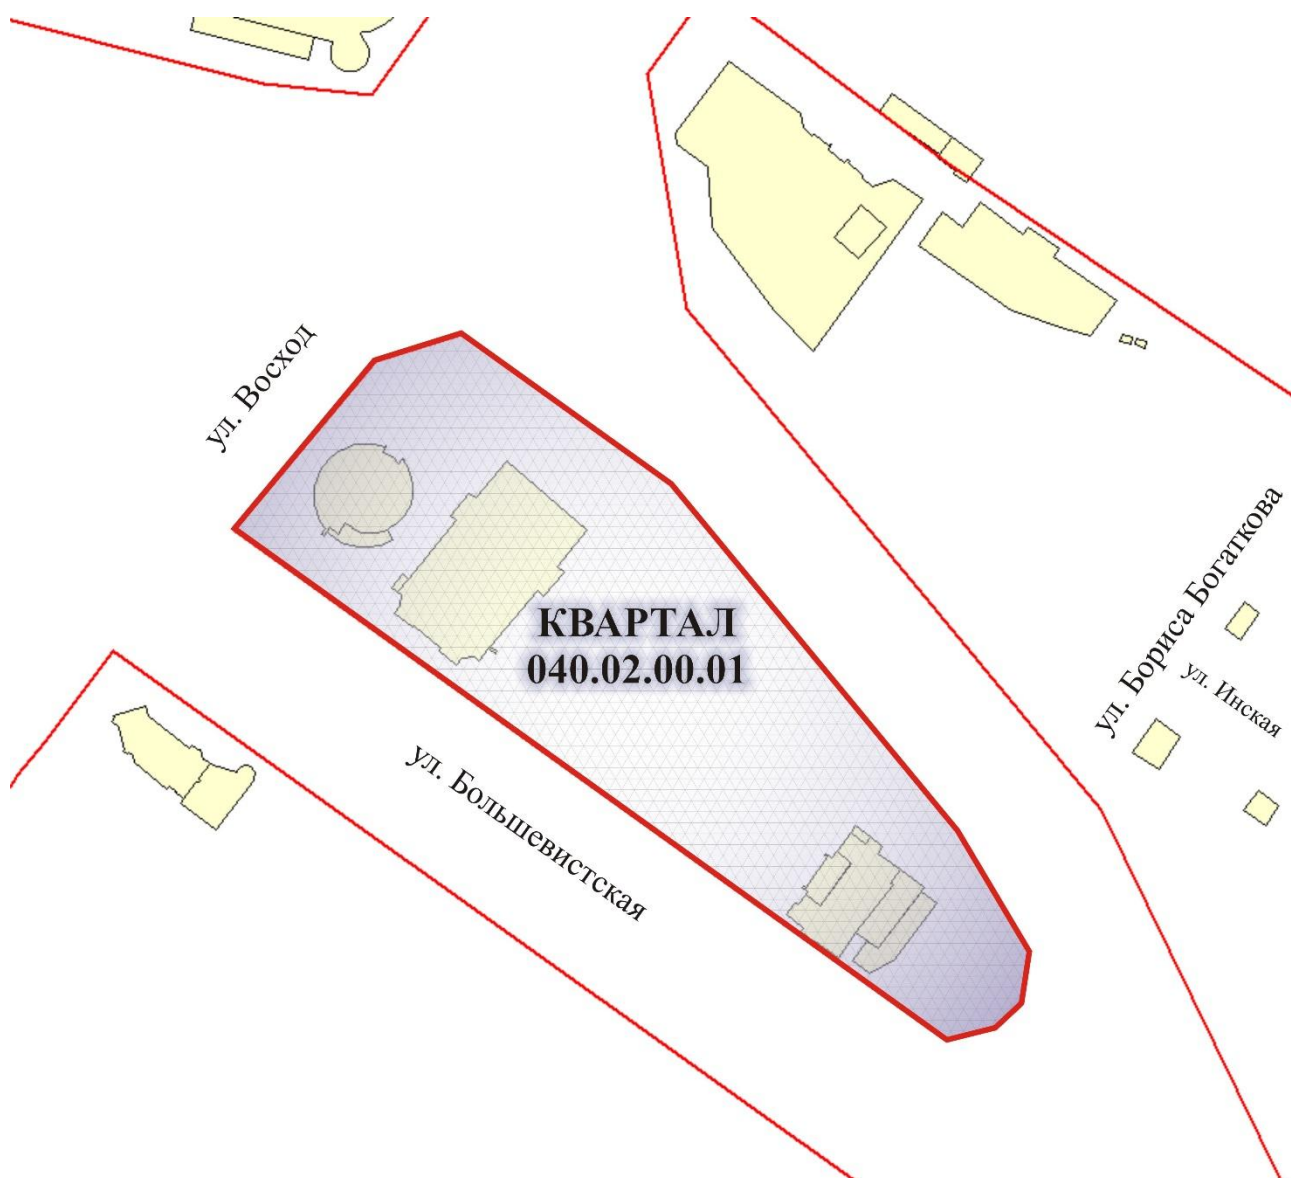 ул. Восход
ул. Бориса Богаткова
КВАРТАЛ
040.02.00.01
ул. Инская
ул. Большевистская